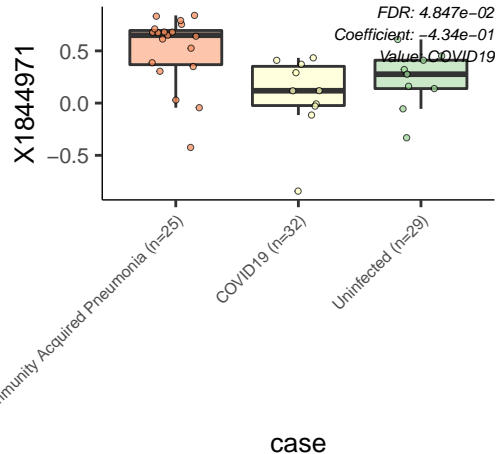 FDR: 4.847e−02
Coefficient: −4.34e−01
Value: COVID19
X1844971
0.5
0.0
−0.5
Acquired Pneumonia (n=25)
COVID19 (n=32)
Uninfected (n=29)
case